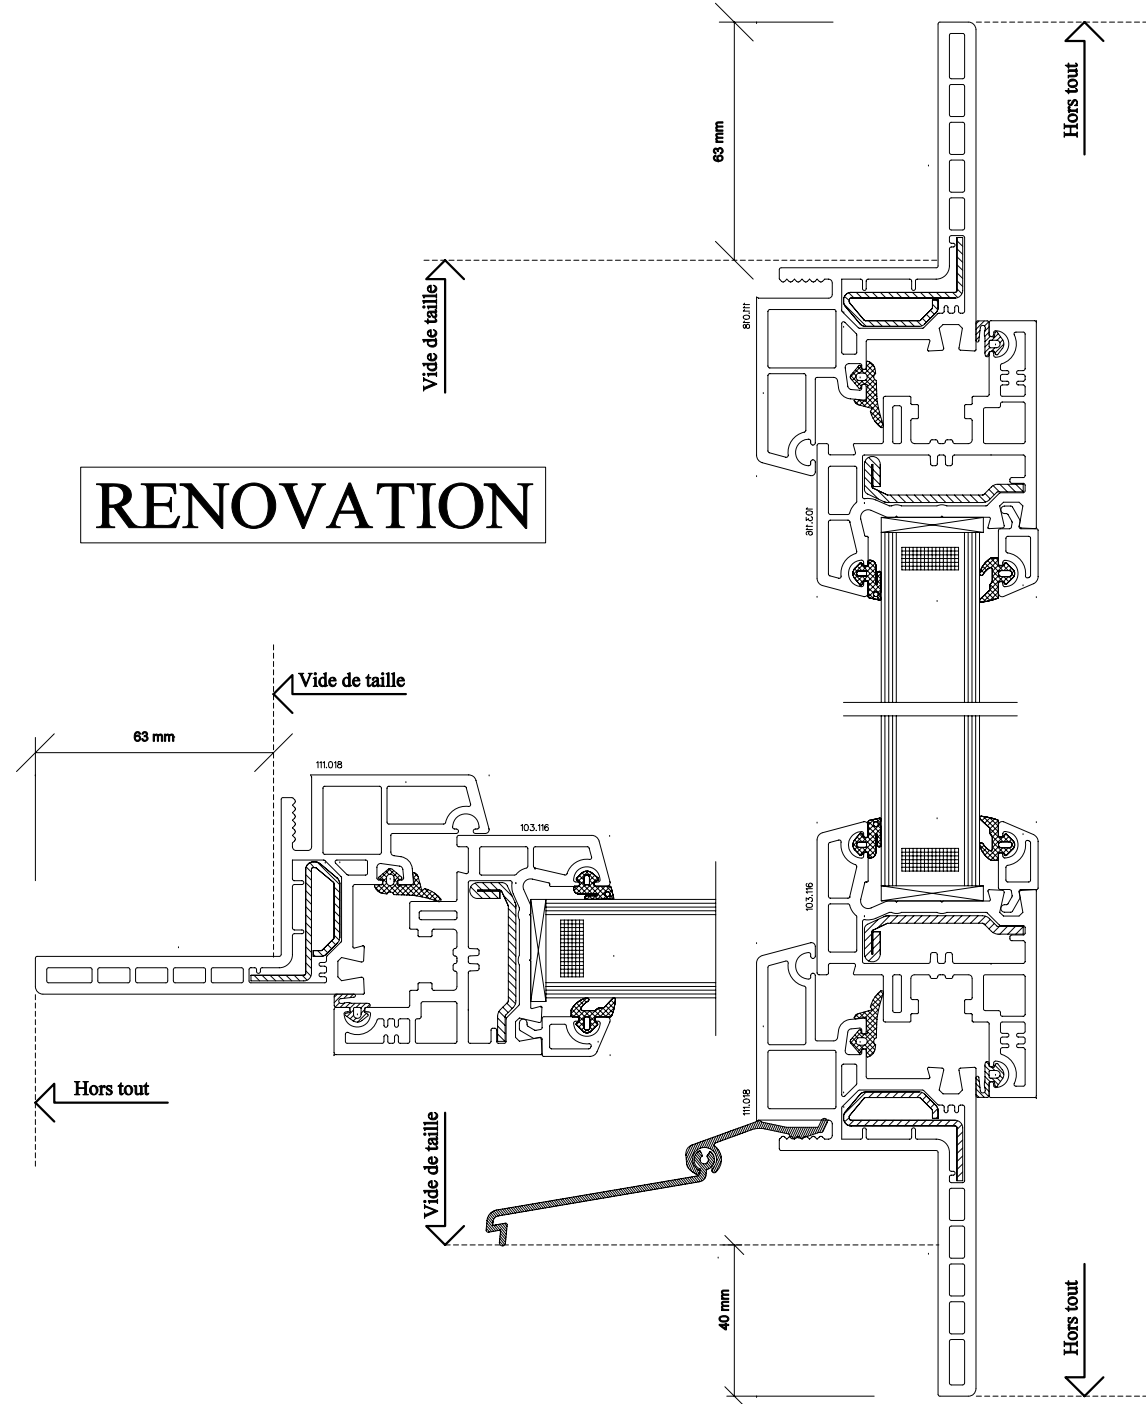 Hors tout
63 mm
Vide de taille
111.018
RENOVATION
103.116
Vide de taille
63 mm
111.018
103.116
103.116
Hors tout
111.018
Vide de taille
40 mm
Hors tout